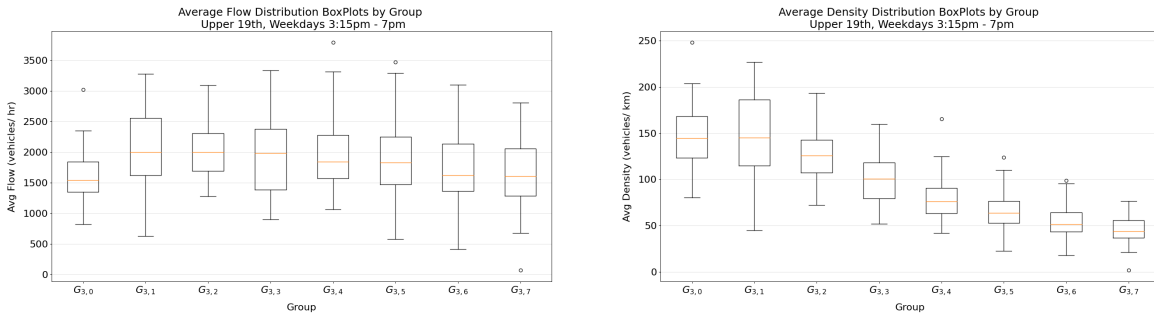 Average Flow Distribution BoxPlots by Group
Upper 19th, Weekdays 3:15pm - 7pm
Avg Flow (vehicles/ hr)
3500
3000
2500
2000
1500
1000
500
0
G3,0 G3,1 G3,2 G3,3 G3,4 G3,5 G3,6 G3,7
Group
Average Density Distribution BoxPlots by Group
Upper 19th, Weekdays 3:15pm - 7pm
Avg Density (vehicles/ km)
250
200
150
100
50
0
G3,0 G3,1 G3,2 G3,3 G3,4 G3,5 G3,6 G3,7
Group